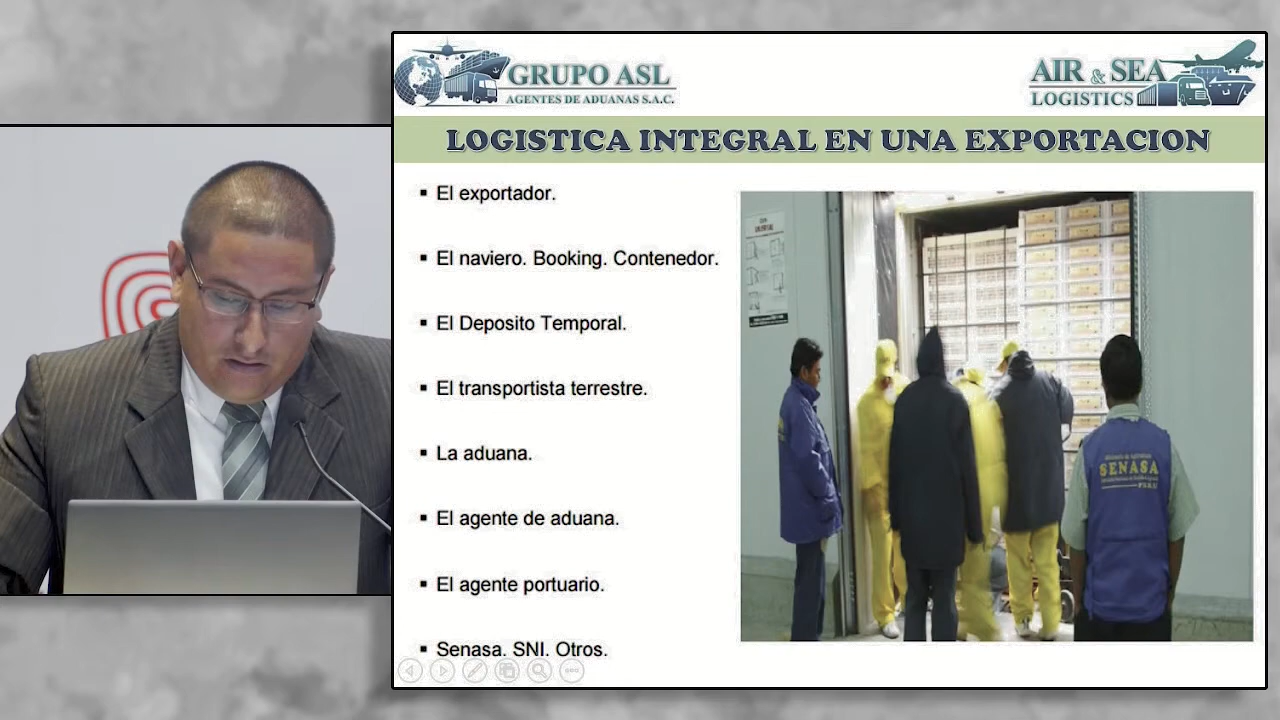 GRUPO ASL
AGENTES DE ADUANAS S.A.C.
AIR & SEA
LOGISTICS
LOGISTICA INTEGRAL EN UNA EXPORTACION
▪ El exportador.
▪ El naviero. Booking. Contenedor.
▪ El Deposito Temporal.
▪ El transportista terrestre.
▪ La aduana.
▪ El agente de aduana.
▪ El agente portuario.
▪ Senasa. SNI. Otros.
SENASA
PERU